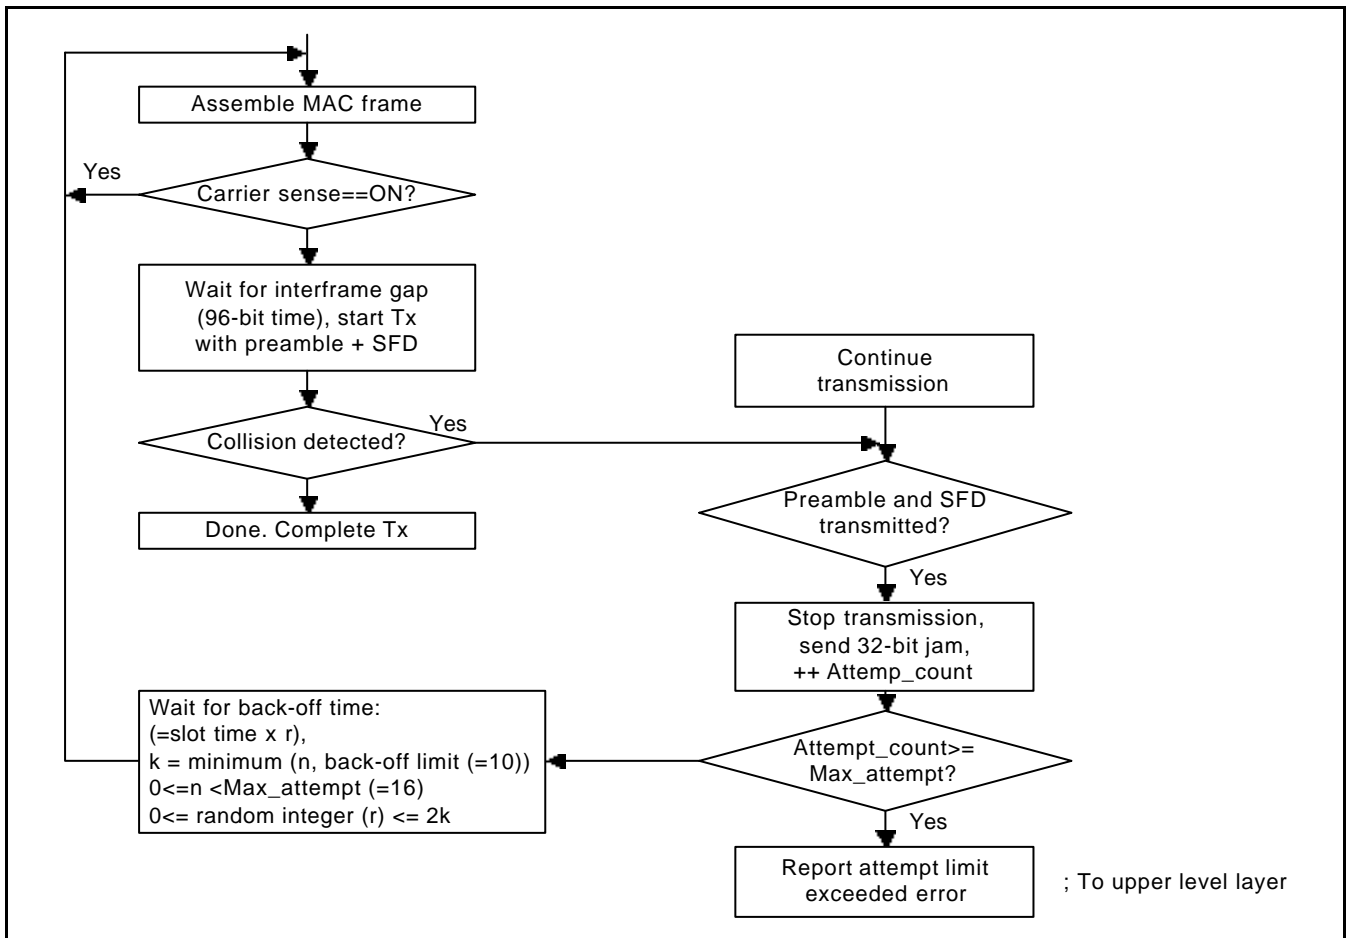 Assemble MAC frame
Yes
Carrier sense==ON?
Wait for interframe gap
(96-bit time), start Tx
with preamble + SFD
Continue
transmission
Yes
Collision detected?
Preamble and SFD
transmitted?
Done. Complete Tx
Yes
Stop transmission,
send 32-bit jam,
++ Attemp_count
Wait for back-off time:
(=slot time x r),
k = minimum (n, back-off limit (=10))
0<=n <Max_attempt (=16)
0<= random integer (r) <= 2k
Attempt_count>=
Max_attempt?
Yes
Report attempt limit
exceeded error
; To upper level layer